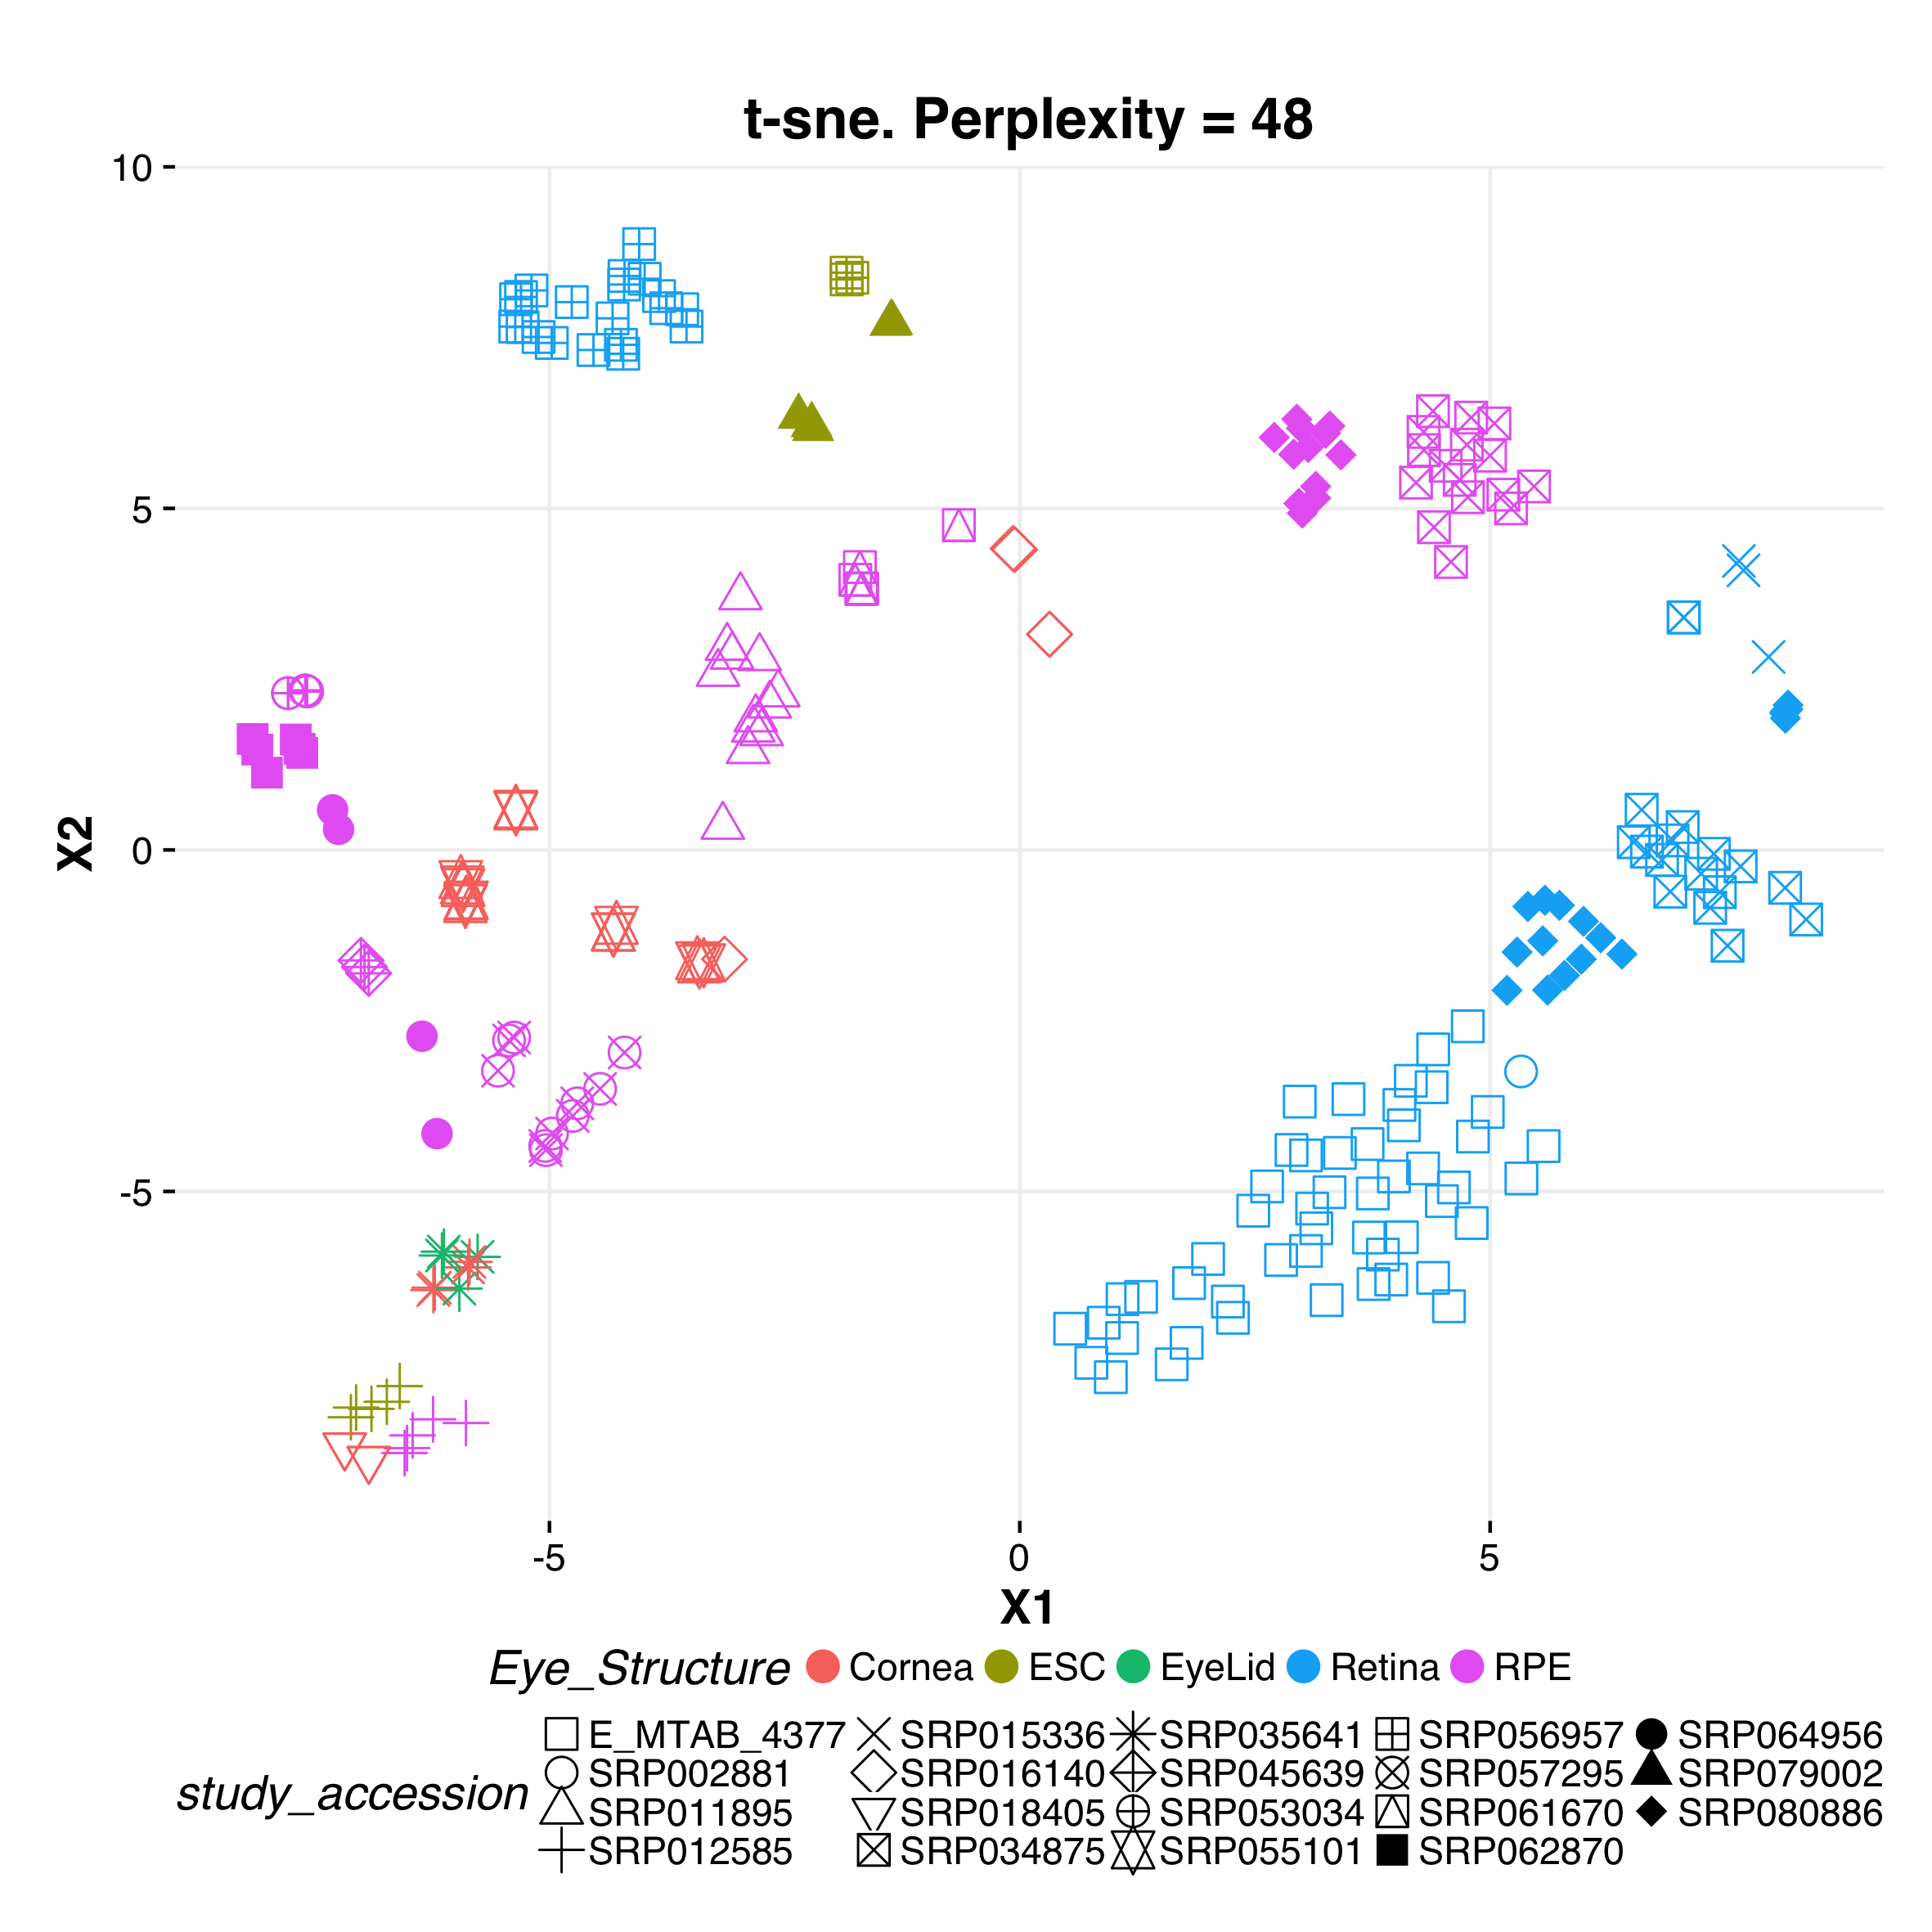 t-sne. Perplexity = 48
10
5
0
-5
X2
-5 0 5
X1
Eye_Structure Cornea ESC EyeLid Retina RPE
study_accession
E_MTAB_4377 SRP015336 SRP035641 SRP056957 SRP064956
SRP002881 SRP016140 SRP045639 SRP057295 SRP079002
SRP011895 SRP018405 SRP053034 SRP061670 SRP080886
SRP012585 SRP034875 SRP055101 SRP062870